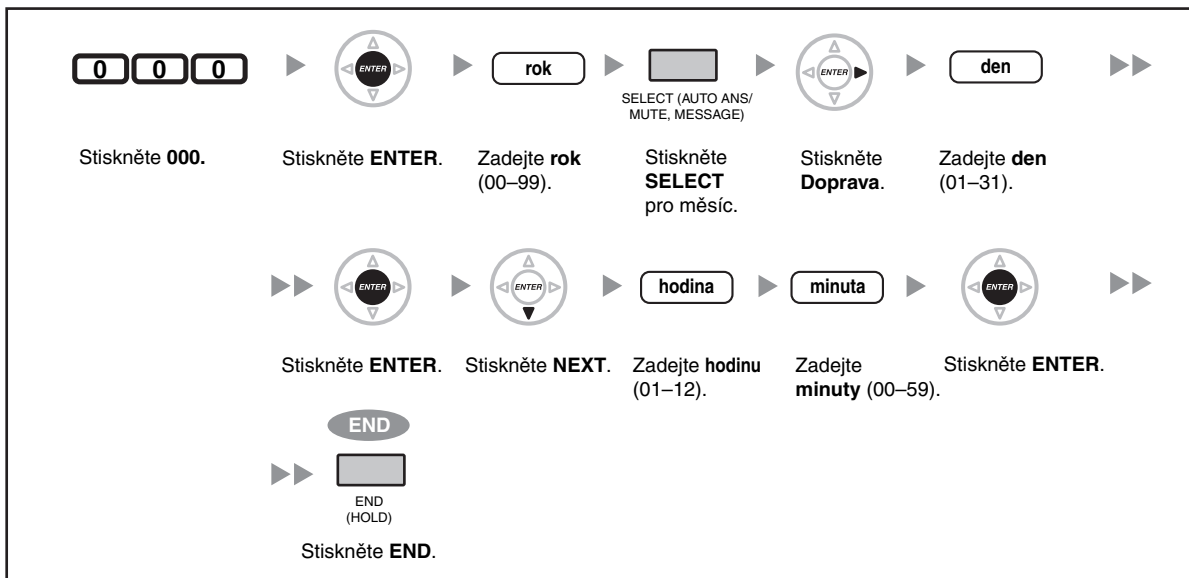 0 0 0 ENTER rok ENTER den
SELECT (AUTO ANS/
MUTE, MESSAGE)
Stiskněte 000.
Stiskněte ENTER.
Zadejte rok
(00–99).
Stiskněte
SELECT
pro měsíc.
Stiskněte
Doprava.
Zadejte den
(01–31).
ENTER ENTER hodina minuta ENTER
Stiskněte ENTER.
Stiskněte NEXT.
Zadejte hodinu
(01–12).
Zadejte
minuty (00–59).
Stiskněte ENTER.
END
END
(HOLD)
Stiskněte END.